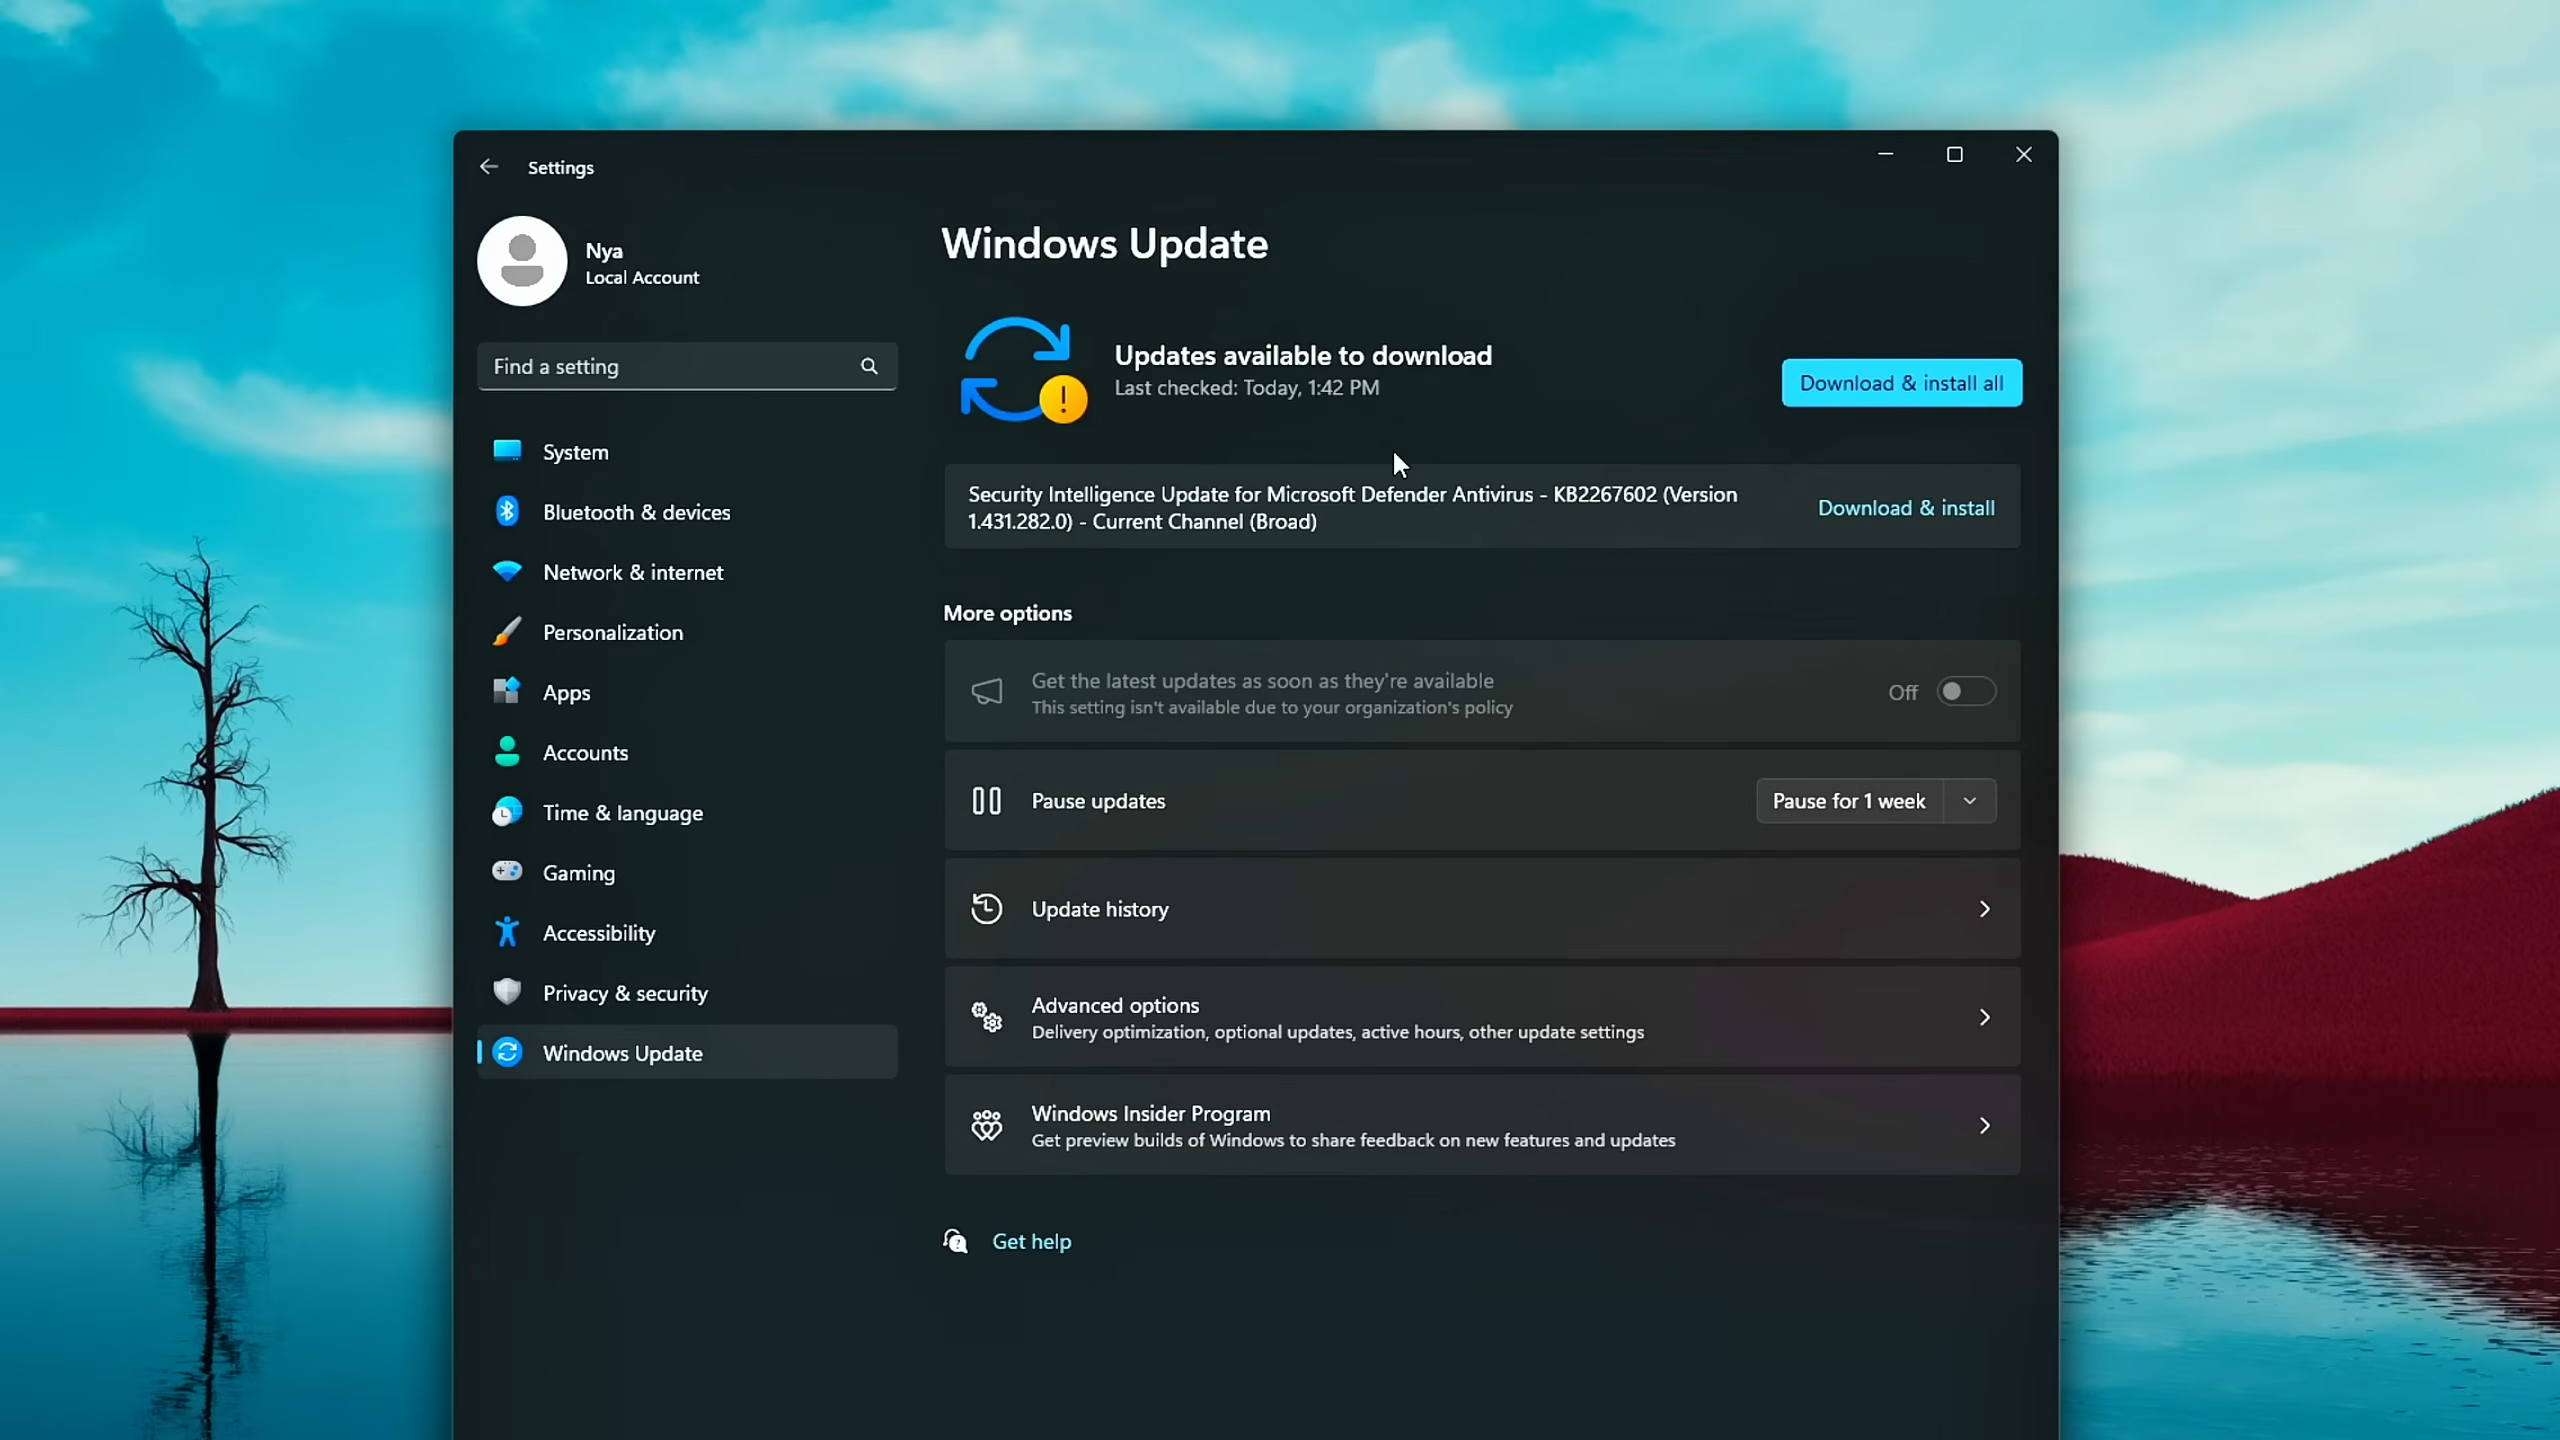 Settings
Nya
Local Account
Find a setting
System
Bluetooth & devices
Network & internet
Personalization
Apps
Accounts
Time & language
Gaming
Accessibility
Privacy & security
Windows Update
Windows Update
Updates available to download
Last checked: Today, 1:42 PM
Download & install all
Security Intelligence Update for Microsoft Defender Antivirus - KB2267602 (Version
1.431.282.0) - Current Channel (Broad)
Download & install
More options
Get the latest updates as soon as they're available
This setting isn't available due to your organization's policy
Off
Pause updates
Pause for 1 week
Update history
Advanced options
Delivery optimization, optional updates, active hours, other update settings
Windows Insider Program
Get preview builds of Windows to share feedback on new features and updates
Get help